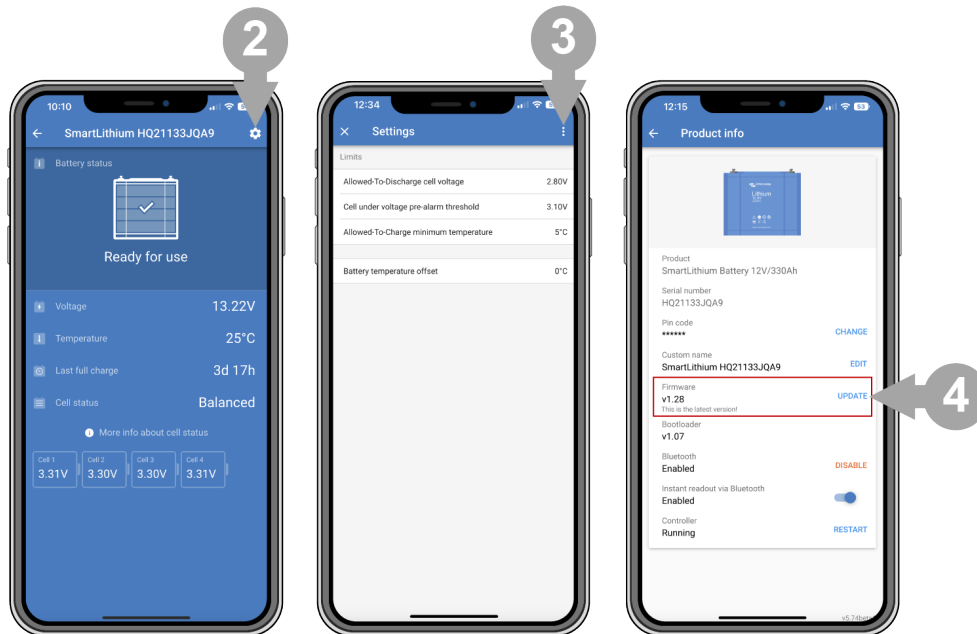 2
3
10:10
SmartLithium HQ21133JQA9
Battery status
Ready for use
Voltage 13.22V
Temperature 25°C
Last full charge 3d 17h
Cell status Balanced
More info about cell status
Cell 1 Cell 2 Cell 3 Cell 4
3.31V 3.30V 3.30V 3.31V
12:34
Settings
Limits
Allowed-To-Discharge cell voltage 2.80V
Cell under voltage pre-alarm threshold 3.10V
Allowed-To-Charge minimum temperature 5°C
Battery temperature offset 0°C
12:15 53
Product info
Lithium
Product
SmartLithium Battery 12V/330Ah
Serial number
HQ21133JQA9
Pin code
****** CHANGE
Custom name
SmartLithium HQ21133JQA9 EDIT
Firmware
v1.28 UPDATE
This is the latest version!
Bootloader
v1.07
Bluetooth
Enabled DISABLE
Instant readout via Bluetooth
Enabled
Controller
Running RESTART
4